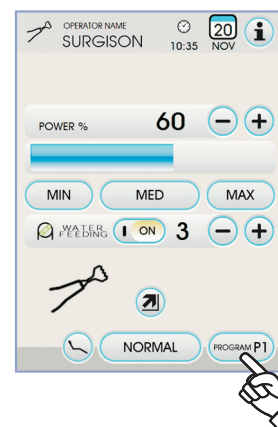 OPERATOR NAME
SURGISON
10:35
20
NOV
i
POWER % 60 − +
MIN MED MAX
WATER
FEEDING
I ON 3 − +
NORMAL PROGRAM P1